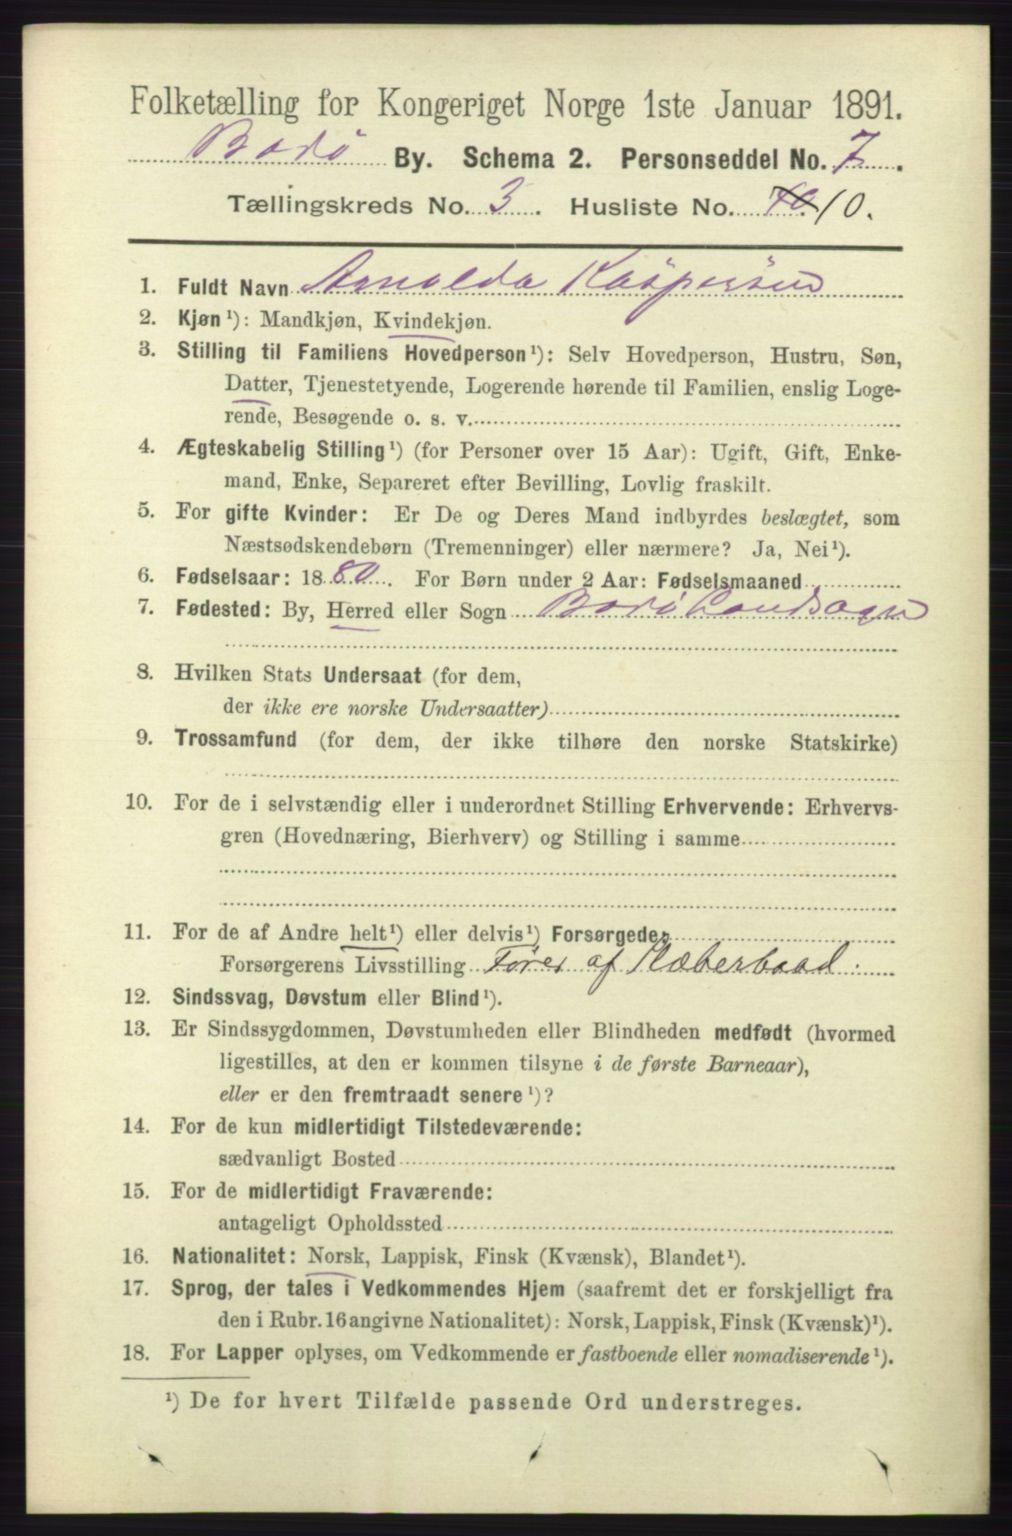 Folketælling for Kongeriget Norge 1ste Januar 1891.
Bodø By. Schema 2. Personseddel No. 7.
Tællingskreds No. 3. Husliste No. 40. 10.
1. Fuldt Navn Arnolda Kaspersen
2. Kjøn¹): Mandkjøn, Kvindekjøn.
3. Stilling til Familiens Hovedperson¹): Selv Hovedperson, Hustru, Søn,
Datter, Tjenestetyende, Logerende hørende til Familien, enslig Loge-
rende, Besøgende o. s. v.
4. Ægteskabelig Stilling¹) (for Personer over 15 Aar): Ugift, Gift, Enke-
mand, Enke, Separeret efter Bevilling, Lovlig fraskilt.
5. For gifte Kvinder: Er De og Deres Mand indbyrdes beslægtet, som
Næstsødskendebørn (Tremenninger) eller nærmere? Ja, Nei¹).
6. Fødselsaar: 1880. For Børn under 2 Aar: Fødselsmaaned
7. Fødested: By, Herred eller Sogn Bodø Landsogn
8. Hvilken Stats Undersaat (for dem,
der ikke ere norske Undersaatter)
9. Trossamfund (for dem, der ikke tilhøre den norske Statskirke)
10. For de i selvstændig eller i underordnet Stilling Erhvervende: Erhvervs-
gren (Hovednæring, Bierhverv) og Stilling i samme
11. For de af Andre helt¹) eller delvis¹) Forsørgede:
Forsørgerens Livsstilling Fører af Slæberbaad.
12. Sindssvag, Døvstum eller Blind¹).
13. Er Sindssygdommen, Døvstumheden eller Blindheden medfødt (hvormed
ligestilles, at den er kommen tilsyne i de første Barneaar),
eller er den fremtraadt senere¹)?
14. For de kun midlertidigt Tilstedeværende:
sædvanligt Bosted
15. For de midlertidigt Fraværende:
antageligt Opholdssted
16. Nationalitet: Norsk, Lappisk, Finsk (Kvænsk), Blandet¹).
17. Sprog, der tales i Vedkommendes Hjem (saafremt det er forskjelligt fra
den i Rubr. 16 angivne Nationalitet): Norsk, Lappisk, Finsk (Kvænsk)¹).
18. For Lapper oplyses, om Vedkommende er fastboende eller nomadiserende¹).
¹) De for hvert Tilfælde passende Ord understreges.